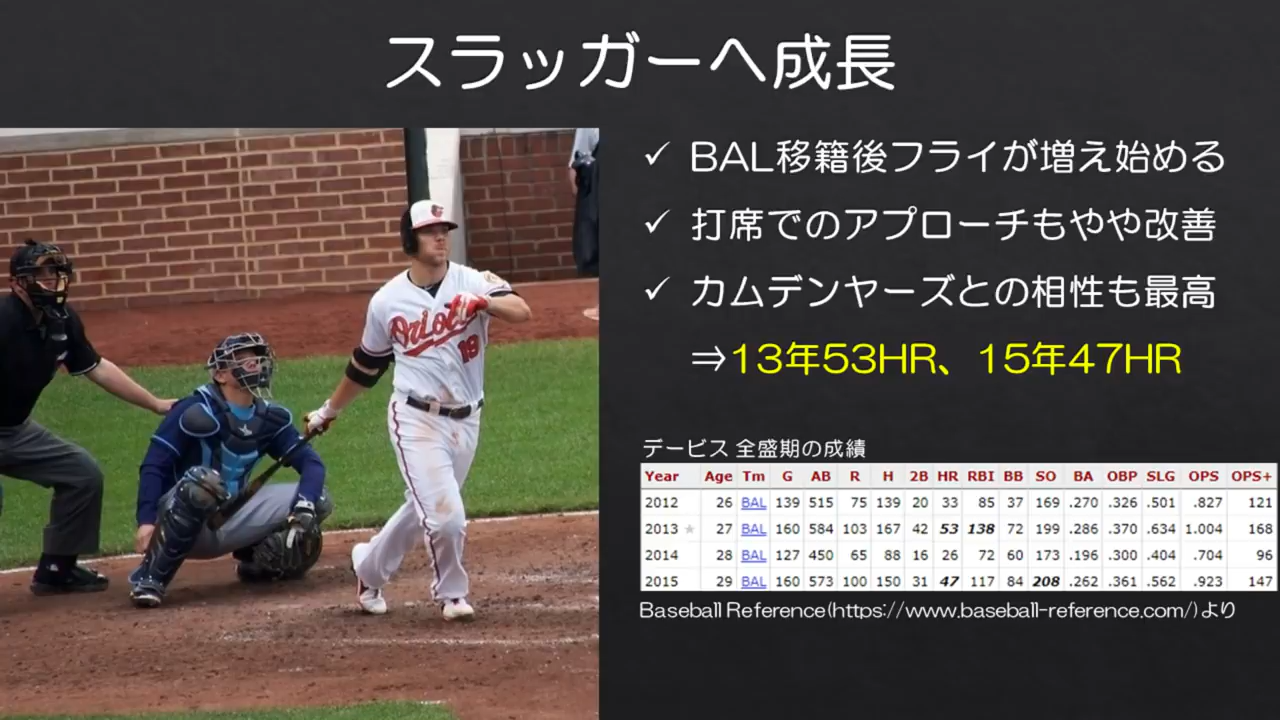 スラッガーへ成長
✓ BAL移籍後フライが増え始める
✓ 打席でのアプローチもやや改善
✓ カムデンヤーズとの相性も最高
⇒13年53HR、15年47HR
Orioles
19
デービス 全盛期の成績
Year Age Tm G AB R H 2B HR RBI BB SO BA OBP SLG OPS OPS+
2012 26 BAL 139 515 75 139 20 33 85 37 169 .270 .326 .501 .827 121
2013 ★ 27 BAL 160 584 103 167 42 53 138 72 199 .286 .370 .634 1.004 168
2014 28 BAL 127 450 65 88 16 26 72 60 173 .196 .300 .404 .704 96
2015 29 BAL 160 573 100 150 31 47 117 84 208 .262 .361 .562 .923 147
Baseball Reference(https://www.baseball-reference.com/)より